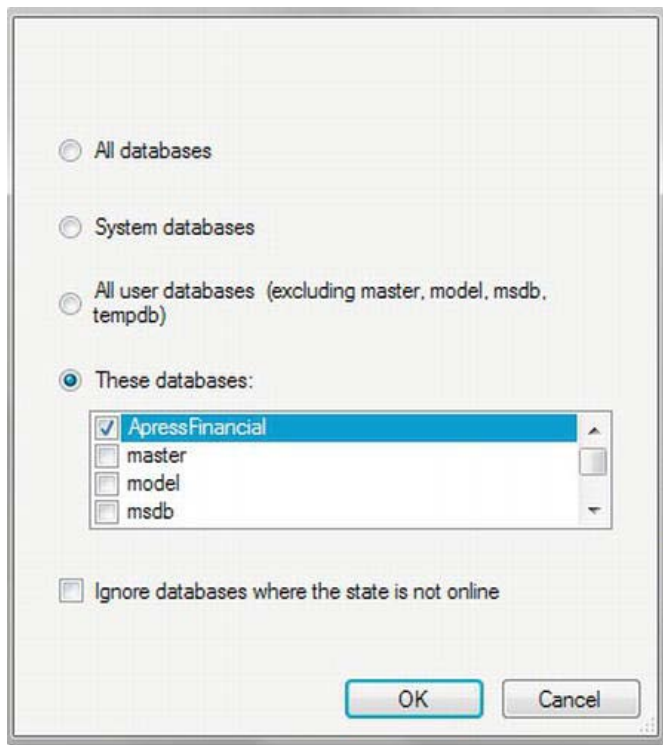 All databases
System databases
All user databases (excluding master, model, msdb,
tempdb)
These databases:
ApressFinancial
master
model
msdb
Ignore databases where the state is not online
OK
Cancel